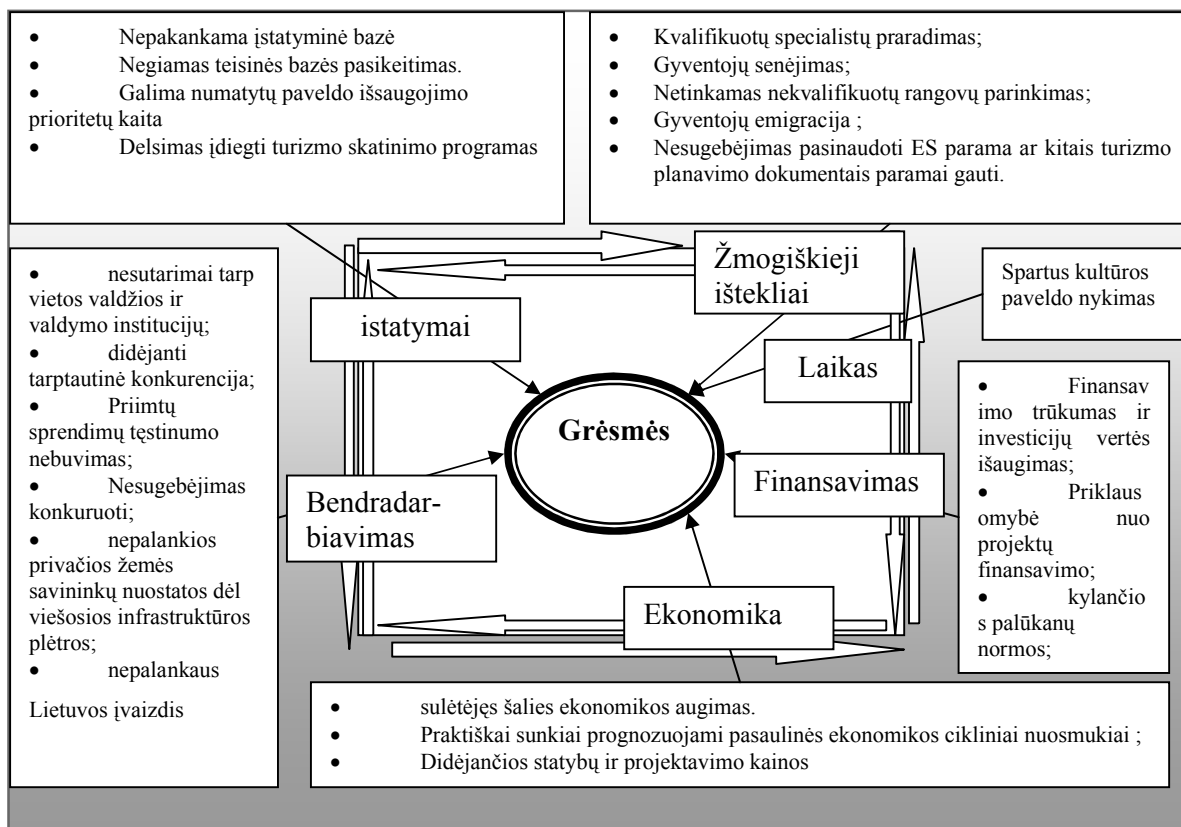 • Nepakankama įstatyminė bazė
• Negiamas teisinės bazės pasikeitimas.
• Galima numatytų paveldo išsaugojimo
prioritetų kaita
• Delsimas įdiegti turizmo skatinimo programas
• Kvalifikuotų specialistų praradimas;
• Gyventojų senėjimas;
• Netinkamas nekvalifikuotų rangovų parinkimas;
• Gyventojų emigracija ;
• Nesugebėjimas pasinaudoti ES parama ar kitais turizmo
planavimo dokumentais paramai gauti.
• nesutarimai tarp
vietos valdžios ir
valdymo institucijų;
• didėjanti
tarptautinė konkurencija;
• Priimtų
sprendimų tęstinumo
nebuvimas;
• Nesugebėjimas
konkuruoti;
• nepalankios
privačios žemės
savininkų nuostatos dėl
viešosios infrastruktūros
plėtros;
• nepalankaus
Lietuvos įvaizdis
istatymai
Žmogiškieji
ištekliai
Laikas
Spartus kultūros
paveldo nykimas
Grėsmės
Bendradar-
biavimas
Finansavimas
• Finansav
imo trūkumas ir
investicijų vertės
išaugimas;
• Priklaus
omybė nuo
projektų
finansavimo;
• kylančio
s palūkanų
normos;
Ekonomika
• sulėtėjęs šalies ekonomikos augimas.
• Praktiškai sunkiai prognozuojami pasaulinės ekonomikos cikliniai nuosmukiai ;
• Didėjančios statybų ir projektavimo kainos